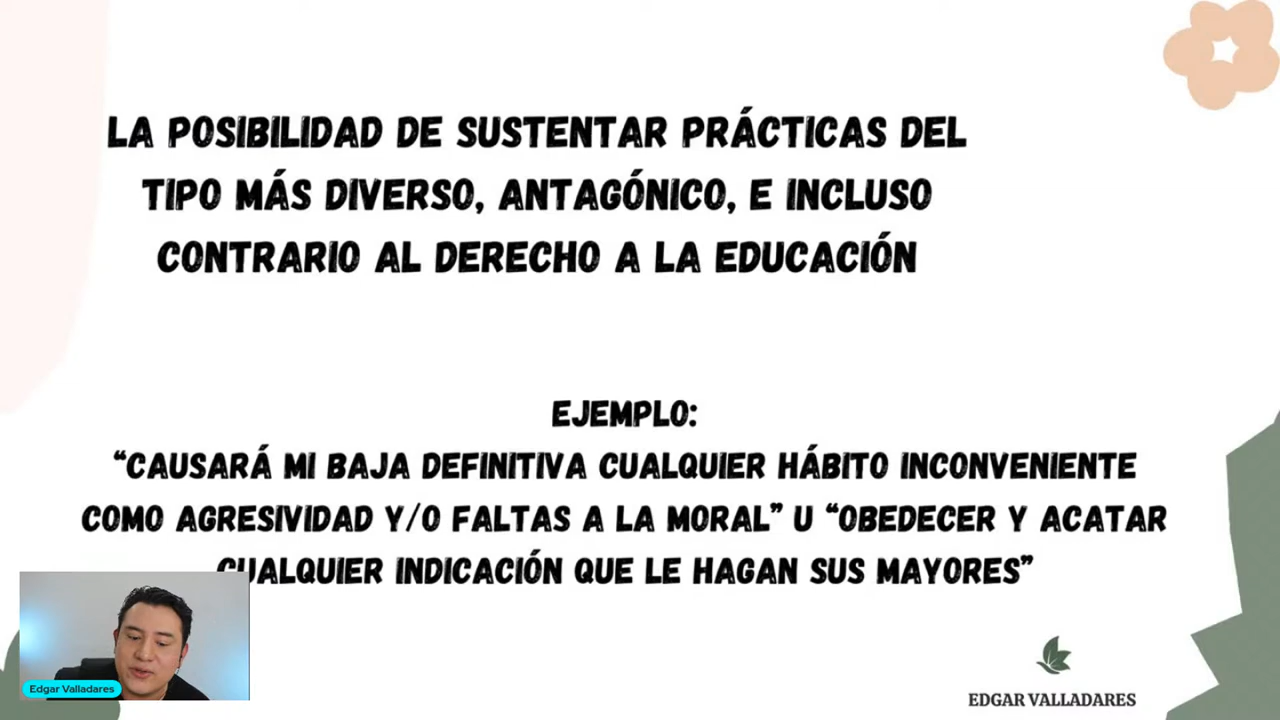 LA POSIBILIDAD DE SUSTENTAR PRÁCTICAS DEL
TIPO MÁS DIVERSO, ANTAGÓNICO, E INCLUSO
CONTRARIO AL DERECHO A LA EDUCACIÓN
EJEMPLO:
“CAUSARÁ MI BAJA DEFINITIVA CUALQUIER HÁBITO INCONVENIENTE
COMO AGRESIVIDAD Y/O FALTAS A LA MORAL” U “OBEDECER Y ACATAR
CUALQUIER INDICACIÓN QUE LE HAGAN SUS MAYORES”
Edgar Valladares
EDGAR VALLADARES